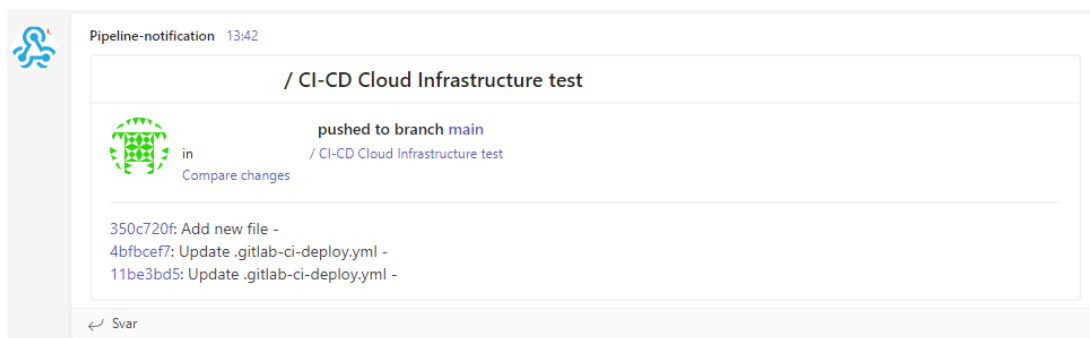 Pipeline-notification 13:42
/ CI-CD Cloud Infrastructure test
pushed to branch main
in / CI-CD Cloud Infrastructure test
Compare changes
350c720f: Add new file -
4bfbcef7: Update .gitlab-ci-deploy.yml -
11be3bd5: Update .gitlab-ci-deploy.yml -
Svar